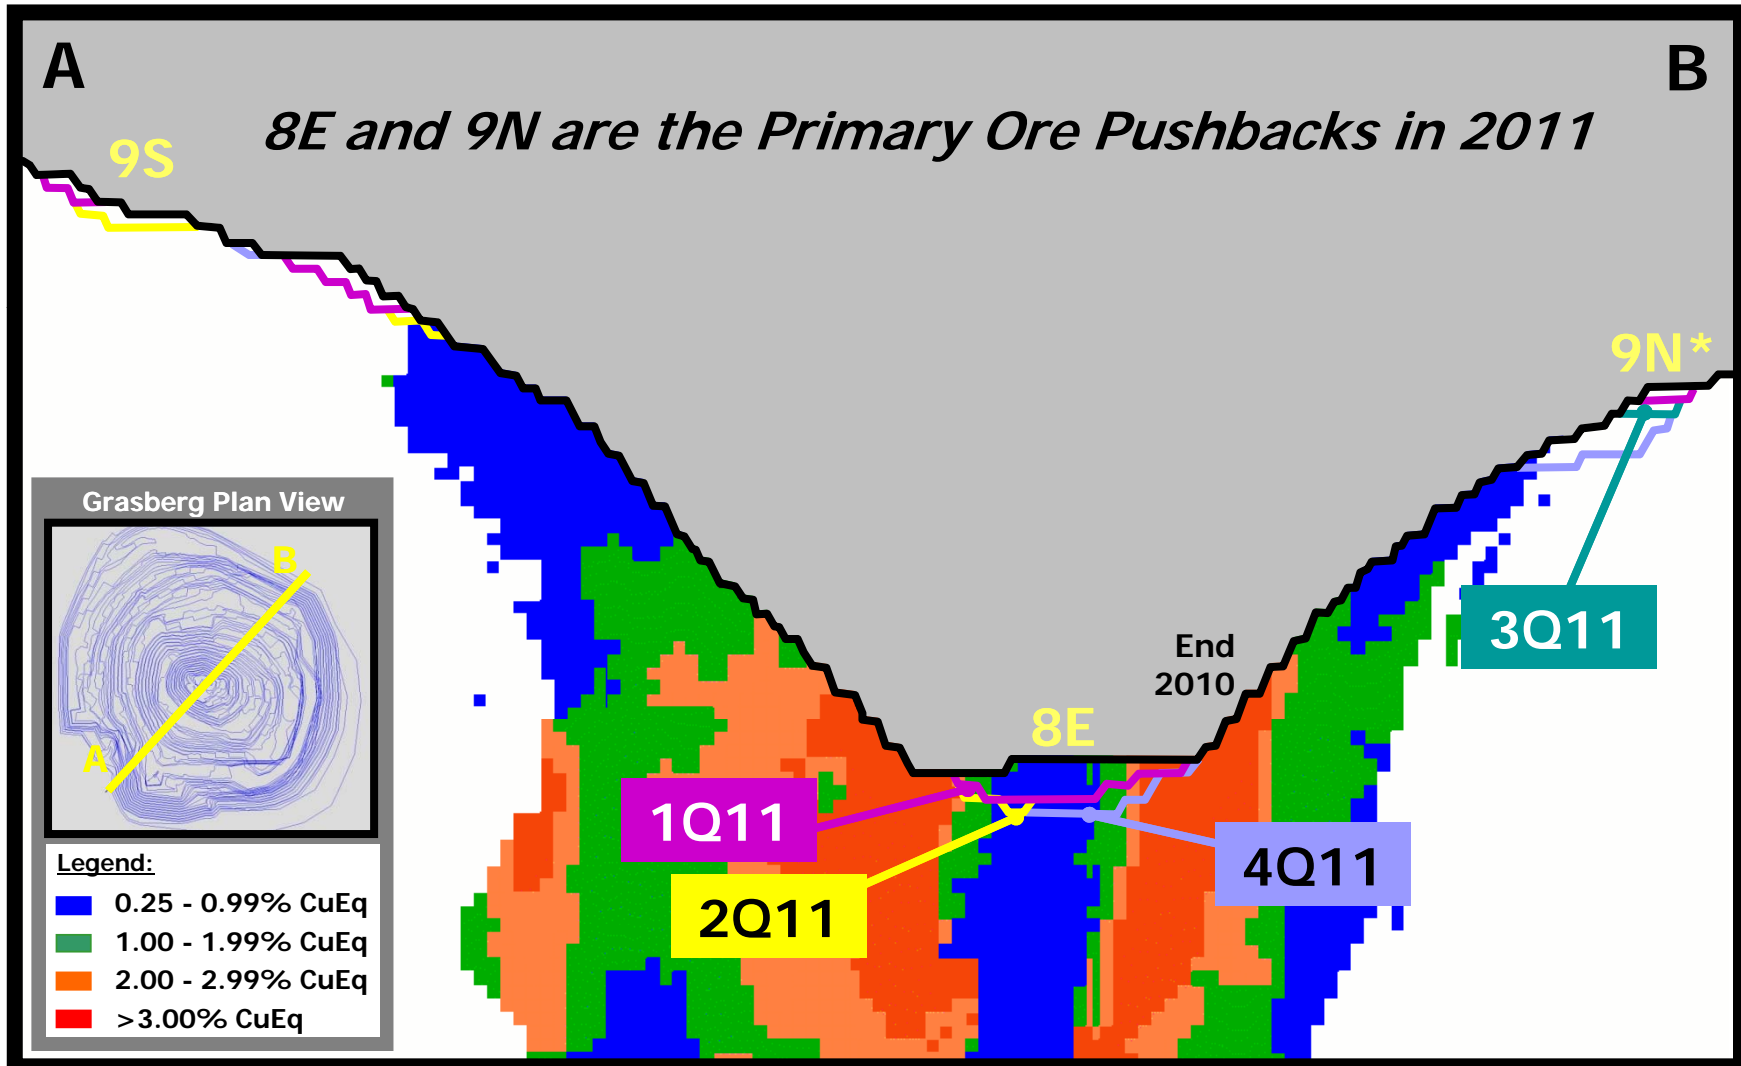 A
B
8E and 9N are the Primary Ore Pushbacks in 2011
9S
9N*
End
2010
8E
3Q11
1Q11
4Q11
2Q11
Grasberg Plan View
B
A
Legend:
0.25 - 0.99% CuEq
1.00 - 1.99% CuEq
2.00 - 2.99% CuEq
>3.00% CuEq